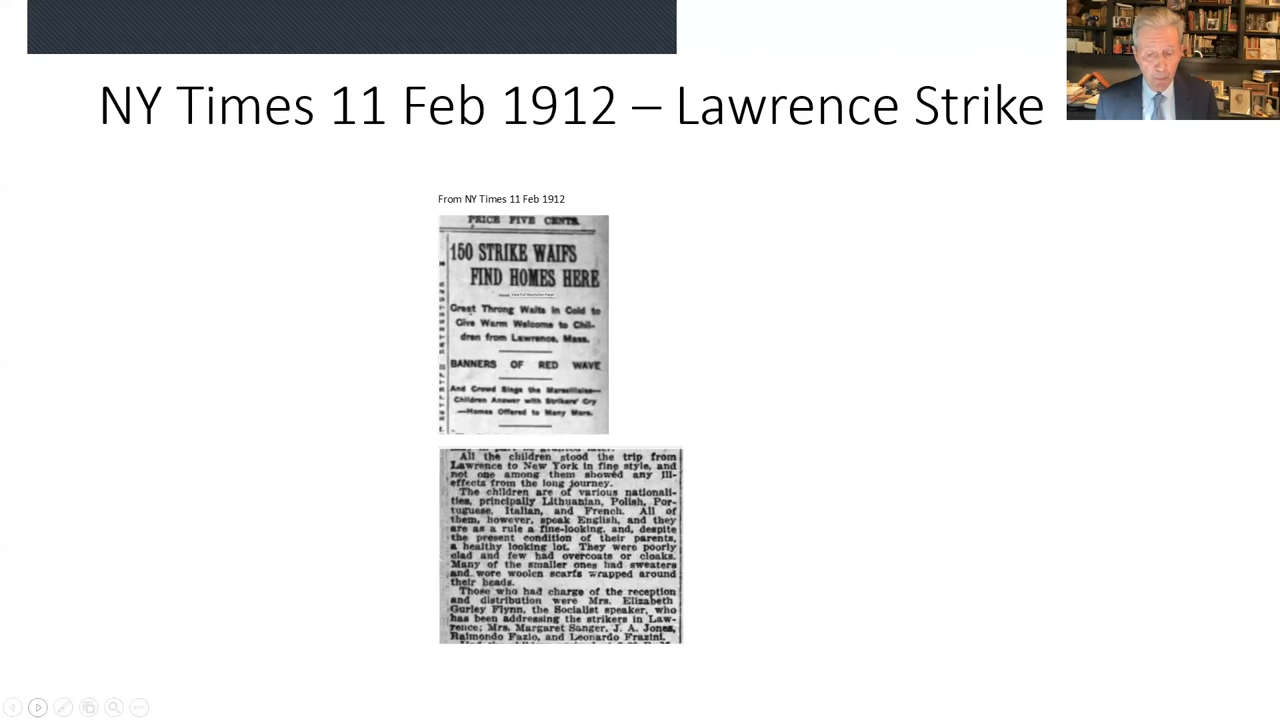 NY Times 11 Feb 1912 – Lawrence Strike
From NY Times 11 Feb 1912
PRICE FIVE CENTS.
150 STRIKE WAIFS
FIND HOMES HERE
Great Throng Waits in Cold to
Give Warm Welcome to Chil-
dren from Lawrence, Mass.
BANNERS OF RED WAVE
And Crowd Sings the Marseillaise—
Children Answer with Strikers' Cry
—Homes Offered to Many More.
All the children stood the trip from
Lawrence to New York in fine style, and
not one among them showed any ill-
effects from the long journey.
The children are of various nationali-
ties, principally Lithuanian, Polish, Por-
tuguese, Italian, and French. All of
them, however, speak English, and they
are as a rule a fine-looking, and, despite
the present condition of their parents,
a healthy looking lot. They were poorly
clad and few had overcoats or cloaks.
Many of the smaller ones had sweaters
and wore woolen scarfs wrapped around
their heads.
Those who had charge of the reception
and distribution were Mrs. Elizabeth
Gurley Flynn, the Socialist speaker, who
has been addressing the strikers in Law-
rence; Mrs. Margaret Sanger, J. A. Jones,
Raimondo Fazio, and Leonardo Frazini.